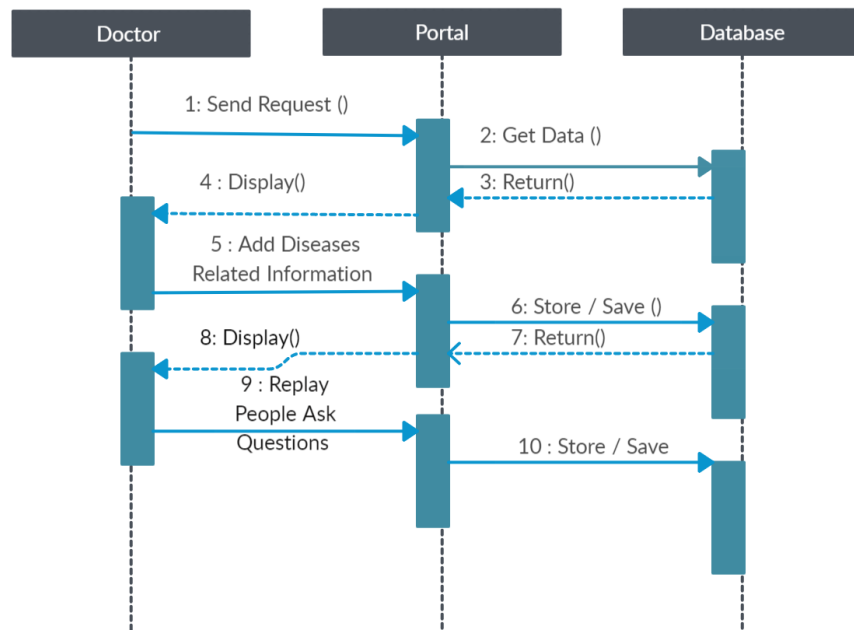 Doctor
Portal
Database
1: Send Request ()
2: Get Data ()
3: Return()
4 : Display()
5 : Add Diseases
Related Information
6: Store / Save ()
7: Return()
8: Display()
9 : Replay
People Ask
Questions
10 : Store / Save